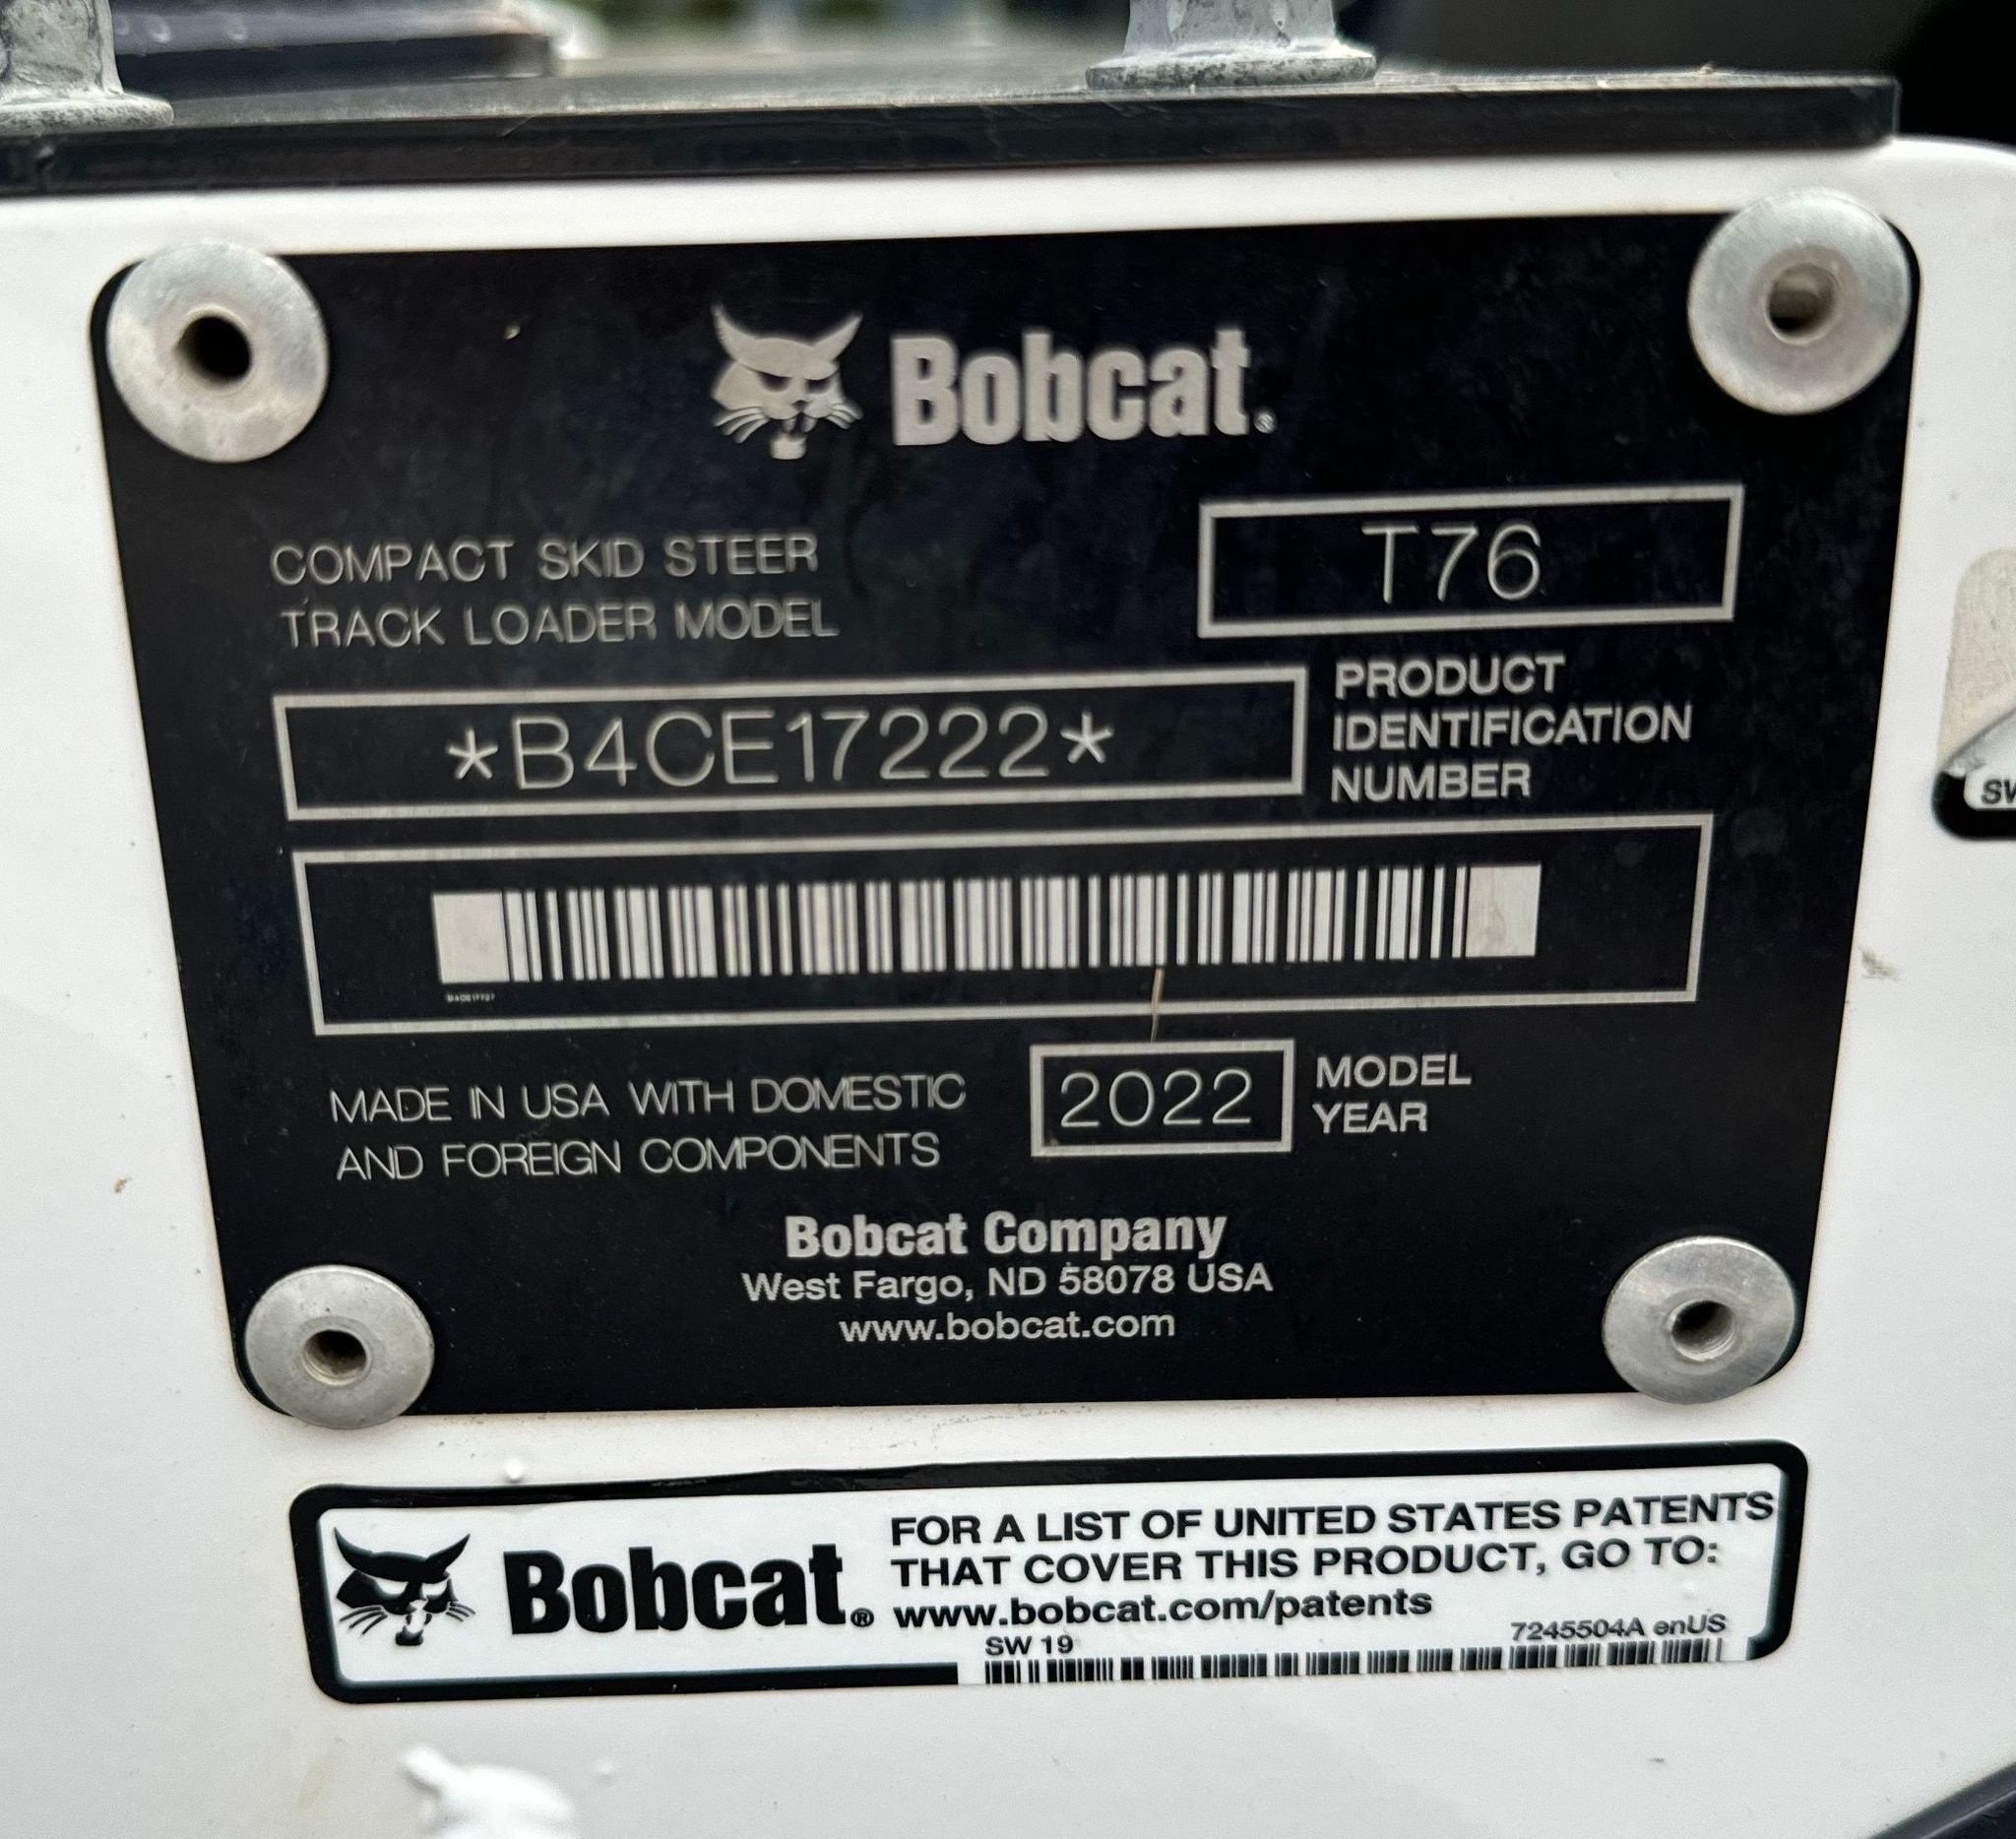 Bobcat.
COMPACT SKID STEER
TRACK LOADER MODEL
T76
*B4CE17222*
PRODUCT
IDENTIFICATION
NUMBER
MADE IN USA WITH DOMESTIC
AND FOREIGN COMPONENTS
2022
MODEL
YEAR
Bobcat Company
West Fargo, ND 58078 USA
www.bobcat.com
Bobcat.®
FOR A LIST OF UNITED STATES PATENTS
THAT COVER THIS PRODUCT, GO TO:
www.bobcat.com/patents
SW 19
7245504A enUS
SW